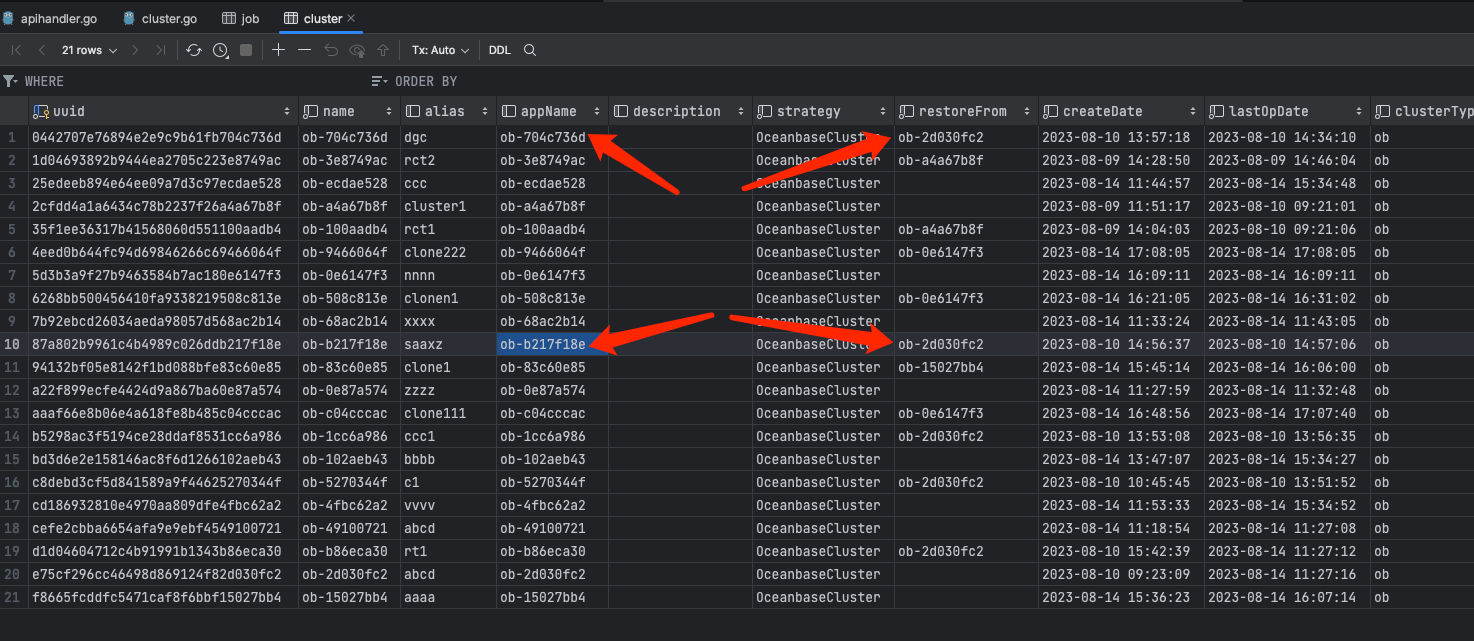 apihandler.go cluster.go job cluster
21 rows Tx: Auto DDL
WHERE ORDER BY
uuid name alias appName description strategy restoreFrom createDate lastOpDate clusterTyp
1 0442707e76894e2e9c9b61fb704c736d ob-704c736d dgc ob-704c736d OceanbaseCluster ob-2d030fc2 2023-08-10 13:57:18 2023-08-10 14:34:10 ob
2 1d04693892b9444ea2705c223e8749ac ob-3e8749ac rct2 ob-3e8749ac OceanbaseCluster ob-a4a67b8f 2023-08-09 14:28:50 2023-08-09 14:46:04 ob
3 25edeeb894e64ee09a7d3c97ecdae528 ob-ecdae528 ccc ob-ecdae528 OceanbaseCluster 2023-08-14 11:44:57 2023-08-14 15:34:48 ob
4 2cfdd4a1a6434c78b2237f26a4a67b8f ob-a4a67b8f cluster1 ob-a4a67b8f OceanbaseCluster 2023-08-09 11:51:17 2023-08-10 09:21:01 ob
5 35f1ee36317b41568060d551100aadb4 ob-100aadb4 rct1 ob-100aadb4 OceanbaseCluster ob-a4a67b8f 2023-08-09 14:04:03 2023-08-10 09:21:06 ob
6 4eed0b644fc94d69846266c69466064f ob-9466064f clone222 ob-9466064f OceanbaseCluster ob-0e6147f3 2023-08-14 17:08:05 2023-08-14 17:08:05 ob
7 5d3b3a9f27b9463584b7ac180e6147f3 ob-0e6147f3 nnnn ob-0e6147f3 OceanbaseCluster 2023-08-14 16:09:11 2023-08-14 16:09:11 ob
8 6268bb500456410fa9338219508c813e ob-508c813e clonen1 ob-508c813e OceanbaseCluster ob-0e6147f3 2023-08-14 16:21:05 2023-08-14 16:31:02 ob
9 7b92ebcd26034aeda98057d568ac2b14 ob-68ac2b14 xxxx ob-68ac2b14 OceanbaseCluster 2023-08-14 11:33:24 2023-08-14 11:43:05 ob
10 87a802b9961c4b4989c026ddb217f18e ob-b217f18e saaxz ob-b217f18e OceanbaseCluster ob-2d030fc2 2023-08-10 14:56:37 2023-08-10 14:57:06 ob
11 94132bf05e8142f1bd088bfe83c60e85 ob-83c60e85 clone1 ob-83c60e85 OceanbaseCluster ob-15027bb4 2023-08-14 15:45:14 2023-08-14 16:06:00 ob
12 a22f899ecfe4424d9a867ba60e87a574 ob-0e87a574 zzzz ob-0e87a574 OceanbaseCluster 2023-08-14 11:27:59 2023-08-14 11:32:48 ob
13 aaaf66e8b06e4a618fe8b485c04cccac ob-c04cccac clone111 ob-c04cccac OceanbaseCluster ob-0e6147f3 2023-08-14 16:48:56 2023-08-14 17:07:40 ob
14 b5298ac3f5194ce28ddaf8531cc6a986 ob-1cc6a986 ccc1 ob-1cc6a986 OceanbaseCluster ob-2d030fc2 2023-08-10 13:53:08 2023-08-10 13:56:35 ob
15 bd3d6e2e158146ac8f6d1266102aeb43 ob-102aeb43 bbbb ob-102aeb43 OceanbaseCluster 2023-08-14 13:47:07 2023-08-14 15:34:27 ob
16 c8debd3cf5d841589a9f44625270344f ob-5270344f c1 ob-5270344f OceanbaseCluster ob-2d030fc2 2023-08-10 10:45:45 2023-08-10 13:51:52 ob
17 cd186932810e4970aa809dfe4fbc62a2 ob-4fbc62a2 vvvv ob-4fbc62a2 OceanbaseCluster 2023-08-14 11:53:33 2023-08-14 15:34:52 ob
18 cefe2cbba6654afa9e9ebf4549100721 ob-49100721 abcd ob-49100721 OceanbaseCluster 2023-08-14 11:18:54 2023-08-14 11:27:08 ob
19 d1d04604712c4b91991b1343b86eca30 ob-b86eca30 rt1 ob-b86eca30 OceanbaseCluster ob-2d030fc2 2023-08-10 15:42:39 2023-08-14 11:27:12 ob
20 e75cf296cc46498d869124f82d030fc2 ob-2d030fc2 abcd ob-2d030fc2 OceanbaseCluster 2023-08-10 09:23:09 2023-08-14 11:27:16 ob
21 f8665fcddfc5471caf8f6bbf15027bb4 ob-15027bb4 aaaa ob-15027bb4 OceanbaseCluster 2023-08-14 15:36:23 2023-08-14 16:07:14 ob